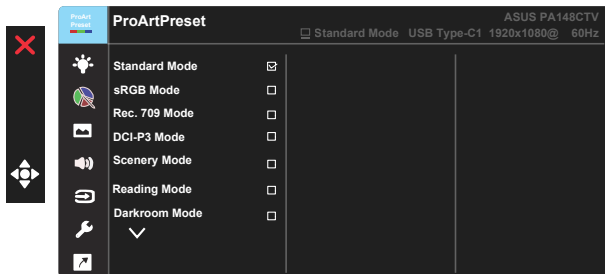 ProArt
Preset
ProArtPreset
ASUS PA148CTV
Standard Mode USB Type-C1 1920x1080@ 60Hz
Standard Mode
sRGB Mode
Rec. 709 Mode
DCI-P3 Mode
Scenery Mode
Reading Mode
Darkroom Mode